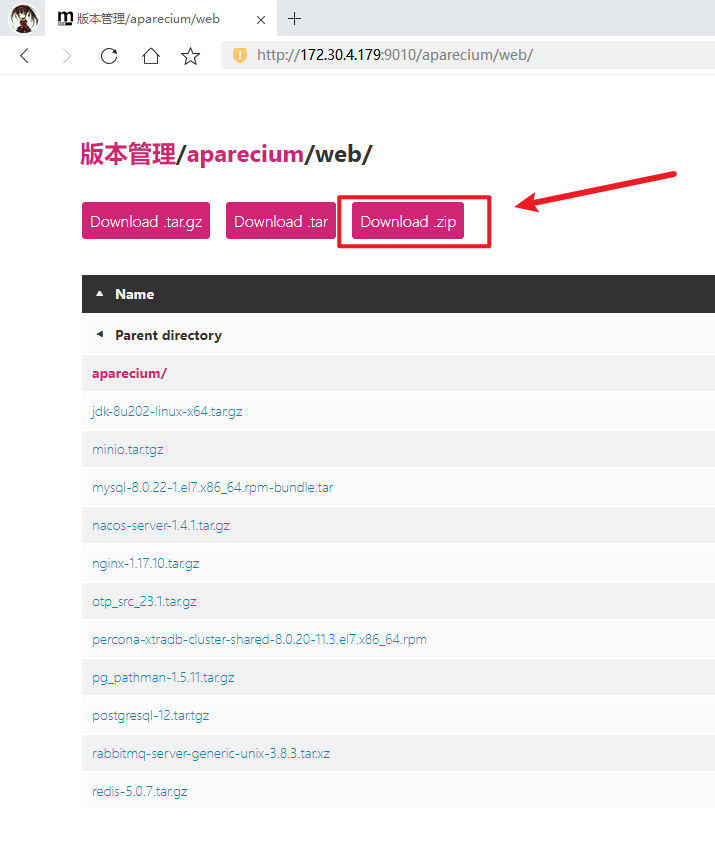 版本管理/aparecium/web
http://172.30.4.179:9010/aparecium/web/
版本管理/aparecium/web/
Download .tar.gz Download .tar Download .zip
Name
Parent directory
aparecium/
jdk-8u202-linux-x64.tar.gz
minio.tar.tgz
mysql-8.0.22-1.el7.x86_64.rpm-bundle.tar
nacos-server-1.4.1.tar.gz
nginx-1.17.10.tar.gz
otp_src_23.1.tar.gz
percona-xtradb-cluster-shared-8.0.20-11.3.el7.x86_64.rpm
pg_pathman-1.5.11.tar.gz
postgresql-12.tar.tgz
rabbitmq-server-generic-unix-3.8.3.tar.xz
redis-5.0.7.tar.gz